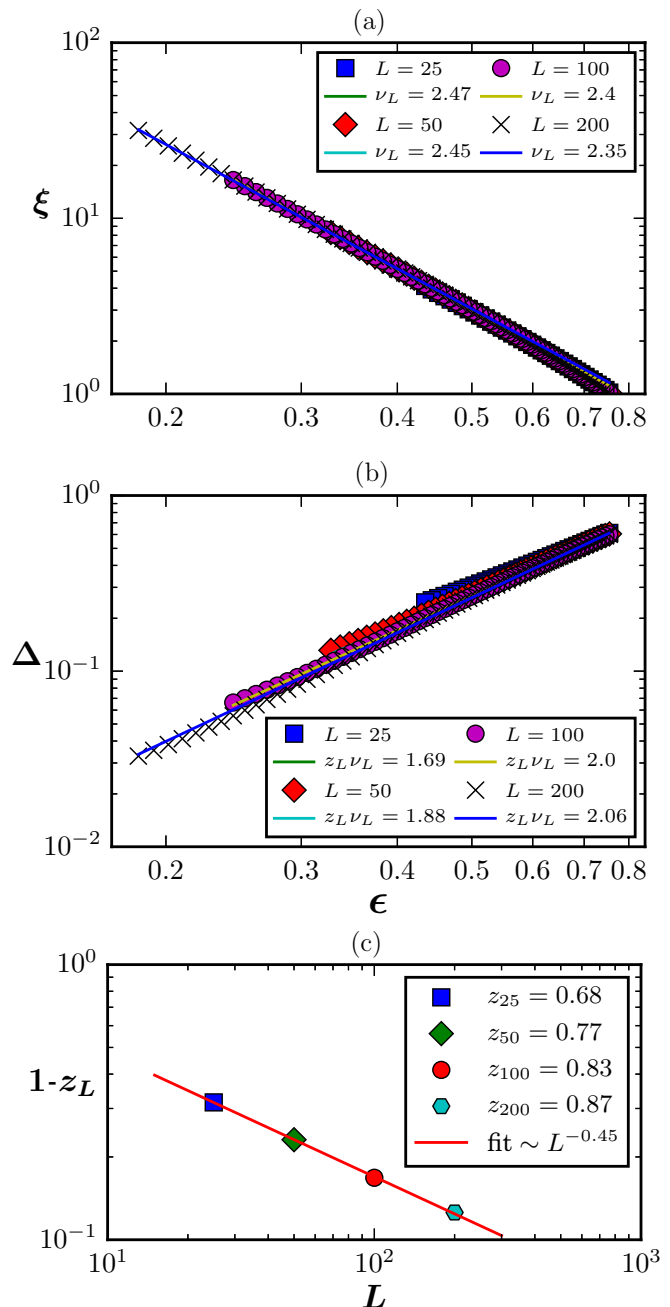 (a)
10^2
L = 25 L = 100
ν_L = 2.47 ν_L = 2.4
L = 50 L = 200
ν_L = 2.45 ν_L = 2.35
ξ
10^1
10^0
0.2 0.3 0.4 0.5 0.6 0.7 0.8
(b)
10^0
Δ
10^-1
L = 25 L = 100
z_Lν_L = 1.69 z_Lν_L = 2.0
L = 50 L = 200
z_Lν_L = 1.88 z_Lν_L = 2.06
10^-2
0.2 0.3 0.4 0.5 0.6 0.7 0.8
ϵ
(c)
10^0
z_25 = 0.68
z_50 = 0.77
1-z_L
z_100 = 0.83
z_200 = 0.87
fit ∼ L^-0.45
10^-1
10^1 10^2 10^3
L